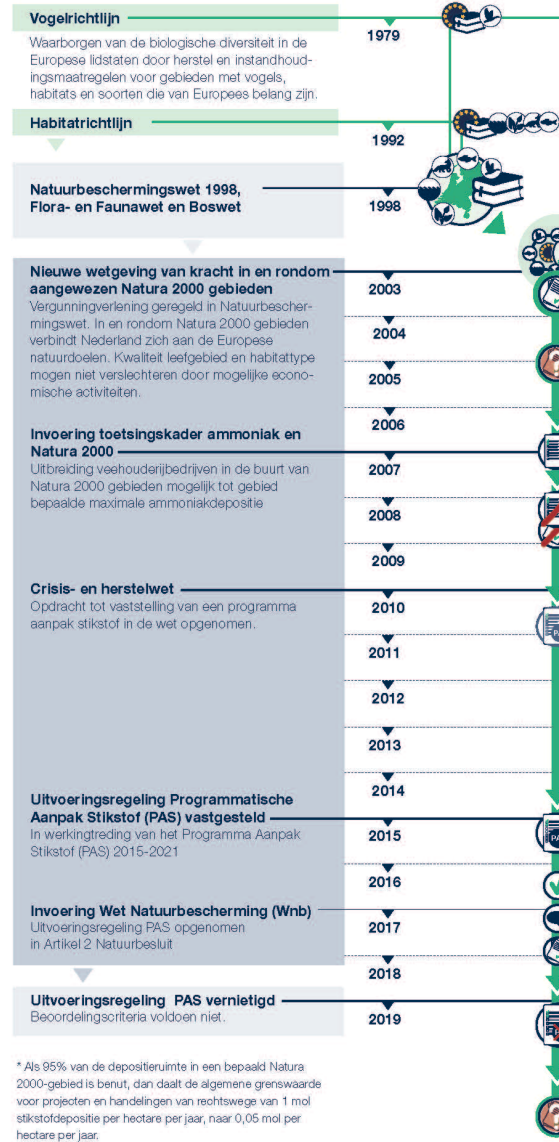 Vogelrichtlijn
1979
Waarborgen van de biologische diversiteit in de
Europese lidstaten door herstel en instandhoud-
ingsmaatregelen voor gebieden met vogels,
habitats en soorten die van Europees belang zijn.
Habitatrichtlijn
1992
Natuurbeschermingswet 1998,
Flora- en Faunawet en Boswet
1998
Nieuwe wetgeving van kracht in en rondom
aangewezen Natura 2000 gebieden
2003
Vergunningverlening geregeld in Natuurbescher-
mingswet. In en rondom Natura 2000 gebieden
verbindt Nederland zich aan de Europese
natuurdoelen. Kwaliteit leefgebied en habitattype
mogen niet verslechteren door mogelijke econo-
mische activiteiten.
2004
2005
2006
Invoering toetsingskader ammoniak en
Natura 2000
2007
Uitbreiding veehouderijbedrijven in de buurt van
Natura 2000 gebieden mogelijk tot gebied
bepaalde maximale ammoniakdepositie
2008
2009
Crisis- en herstelwet
2010
Opdracht tot vaststelling van een programma
aanpak stikstof in de wet opgenomen.
2011
2012
2013
2014
Uitvoeringsregeling Programmatische
Aanpak Stikstof (PAS) vastgesteld
2015
In werkingtreding van het Programma Aanpak
Stikstof (PAS) 2015-2021
2016
Invoering Wet Natuurbescherming (Wnb)
2017
Uitvoeringsregeling PAS opgenomen
in Artikel 2 Natuurbesluit
2018
Uitvoeringsregeling PAS vernietigd
2019
Beoordelingscriteria voldoen niet.
* Als 95% van de depositieruimte in een bepaald Natura
2000-gebied is benut, dan daalt de algemene grenswaarde
voor projecten en handelingen van rechtswege van 1 mol
stikstofdepositie per hectare per jaar, naar 0,05 mol per
hectare per jaar.